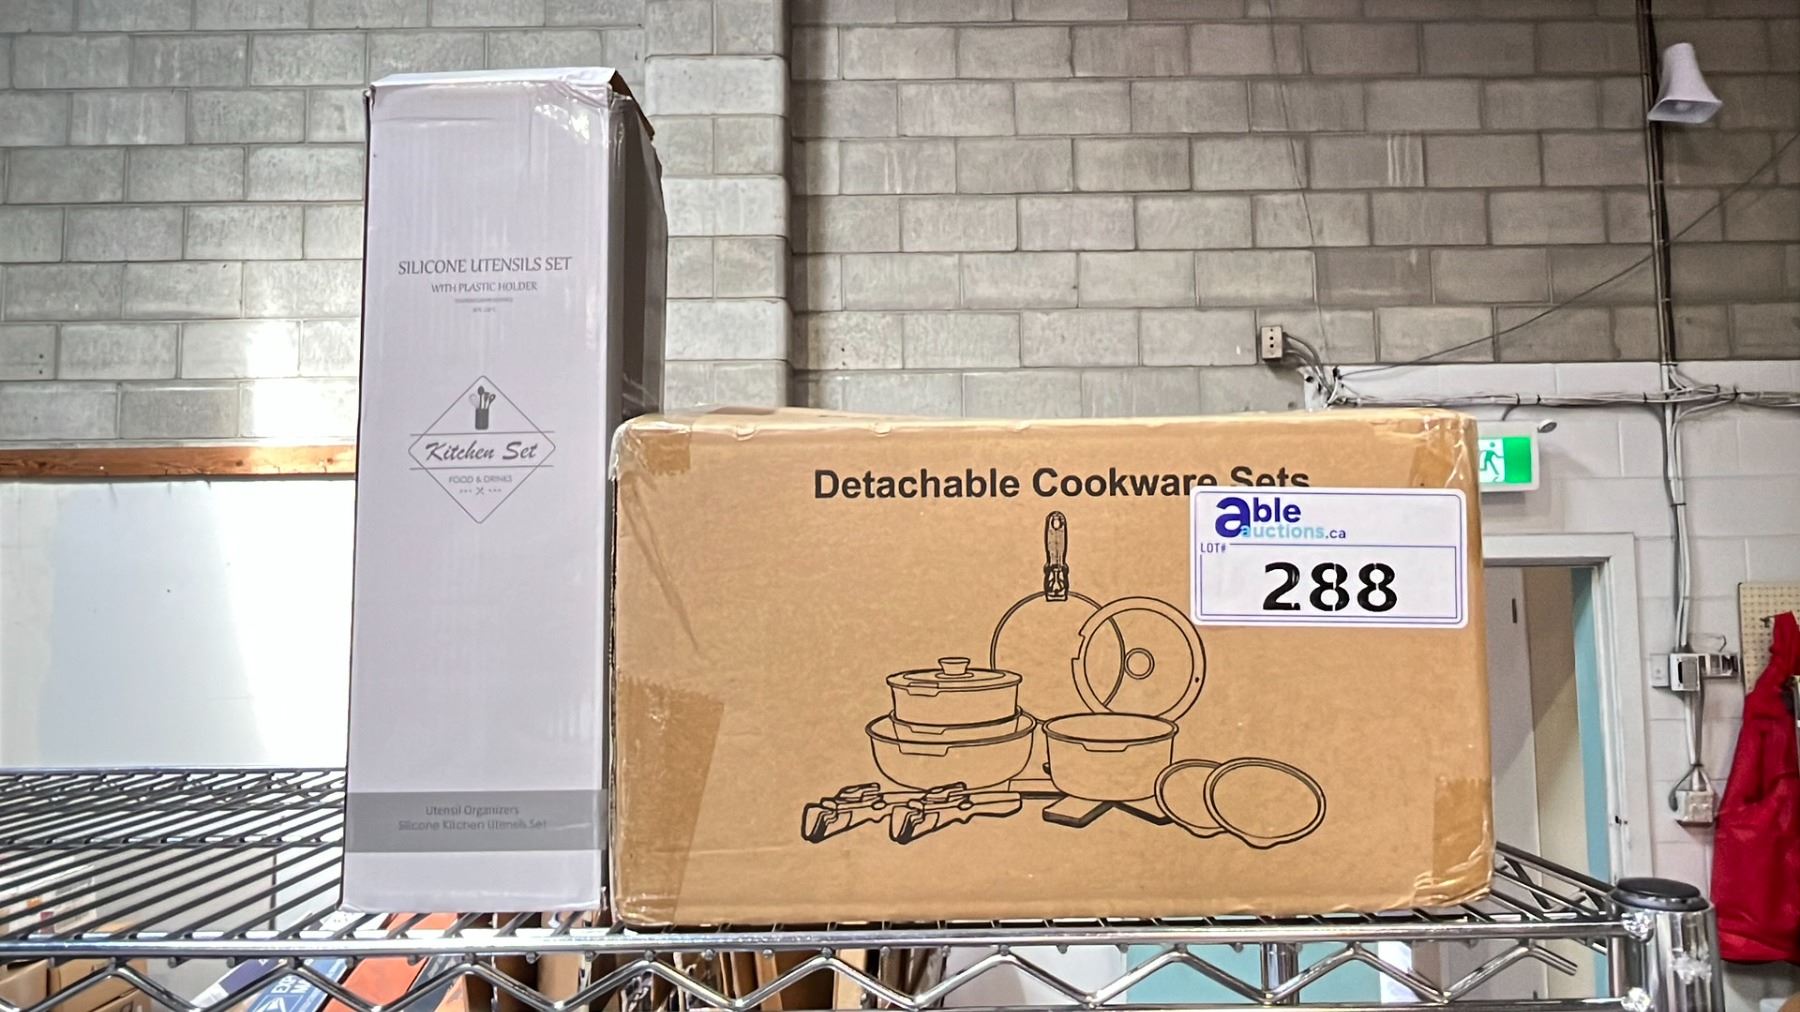 SILICONE UTENSILS SET
WITH PLASTIC HOLDER
Kitchen Set
FOOD & DRINKS
Utensil Organizers
Silicone Kitchen Utensils Set
Detachable Cookware Sets
able
auctions.ca
LOT#
288